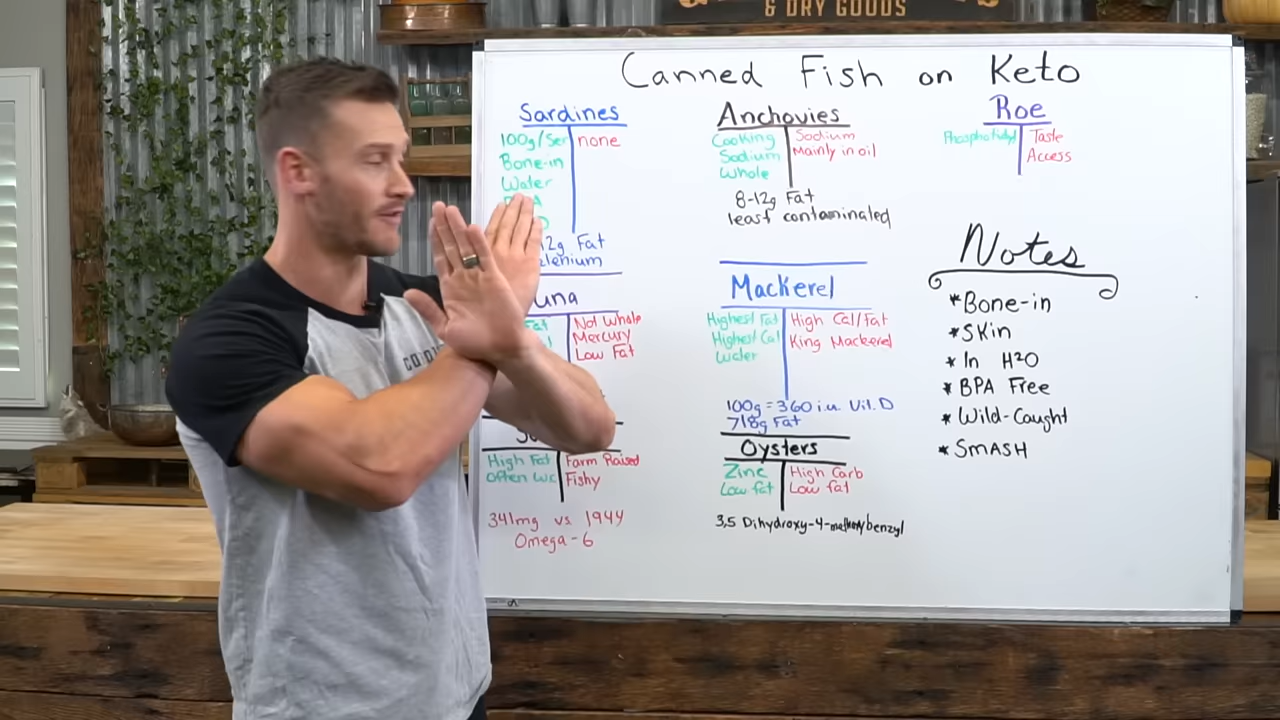 & DRY GOODS
Canned Fish on Keto
Sardines
100g/Ser
Bone-in
Water
none
12g Fat
Anchovies
Cooking
Sodium
Whole
Sodium
Mainly in oil
8-12g Fat
least contaminated
Roe
Phosphotidyl
Taste
Access
Fat
Not Whole
Mercury
Low Fat
Mackerel
Highest Fat
Highest Cal
Water
High Cal/Fat
King Mackerel
100g = 360 i.u. Vit. D
7/8g Fat
High Fat
Often WC
Farm Raised
Fishy
341mg vs. 1944
Omega-6
Oysters
Zinc
Low fat
High Carb
Low fat
3,5 Dihydroxy-4-methoxybenzyl
Notes
*Bone-in
*Skin
*In H²O
*BPA Free
*Wild-Caught
*SMASH